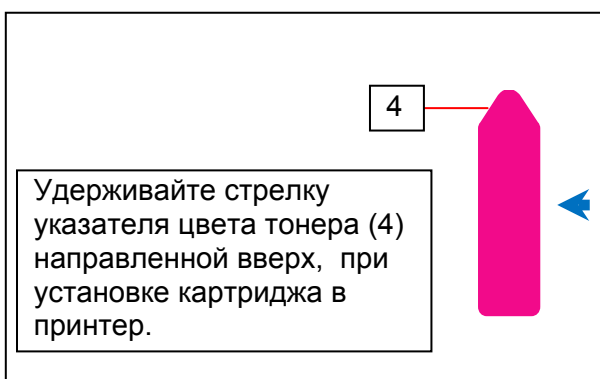 4
Удерживайте стрелку
указателя цвета тонера (4)
направленной вверх,  при
установке картриджа в
принтер.